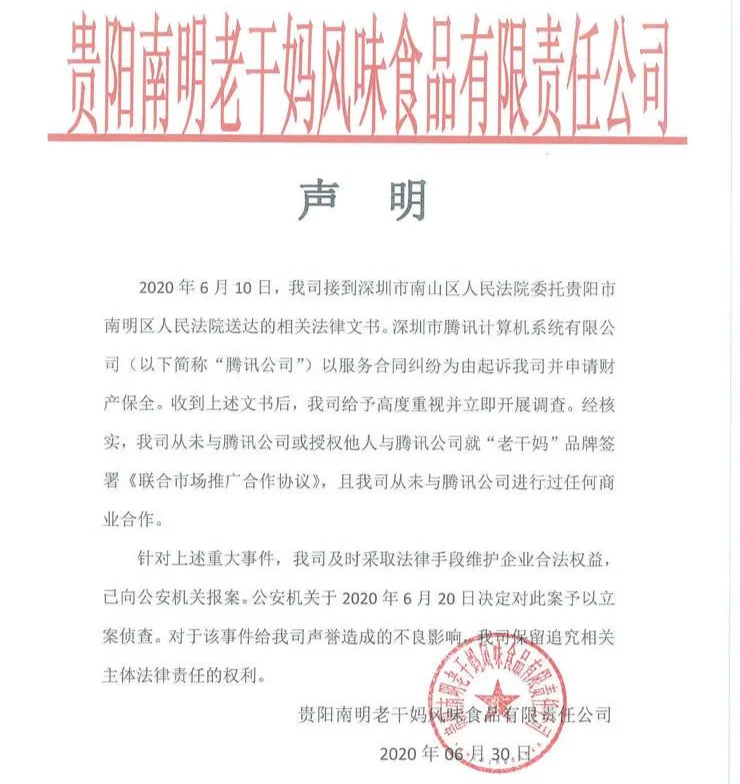 贵阳南明老干妈风味食品有限责任公司
声 明
2020 年 6 月 10 日，我司接到深圳市南山区人民法院委托贵阳市
南明区人民法院送达的相关法律文书。深圳市腾讯计算机系统有限公
司（以下简称“腾讯公司”）以服务合同纠纷为由起诉我司并申请财
产保全。收到上述文书后，我司给予高度重视并立即开展调查。经核
实，我司从未与腾讯公司或授权他人与腾讯公司就“老干妈”品牌签
署《联合市场推广合作协议》，且我司从未与腾讯公司进行过任何商
业合作。
针对上述重大事件，我司及时采取法律手段维护企业合法权益，
已向公安机关报案。公安机关于 2020 年 6 月 20 日决定对此案予以立
案侦查。对于该事件给我司声誉造成的不良影响，我司保留追究相关
主体法律责任的权利。
贵阳南明老干妈风味食品有限责任公司
2020 年 06 月 30 日
贵阳南明老干妈风味食品有限责任公司